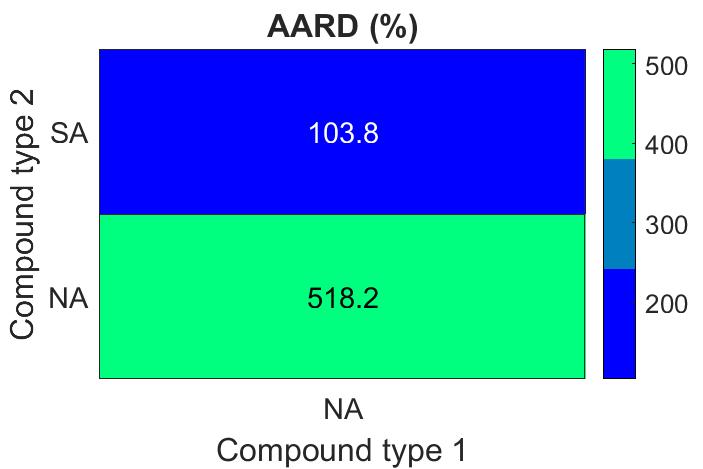 AARD (%)
Compound type 2
SA
103.8
NA
518.2
NA
Compound type 1
500
400
300
200